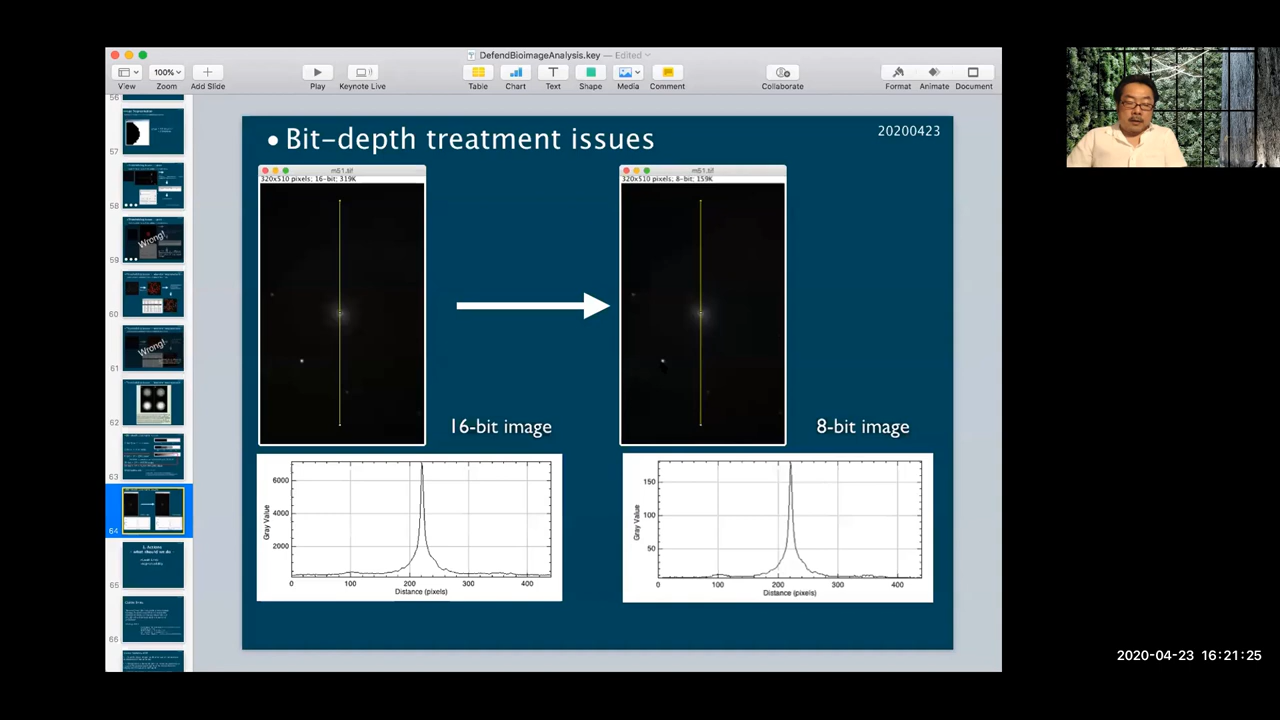 DefendBioimageAnalysis.key — Edited
100%
View
Zoom
Add Slide
Play
Keynote Live
Table
Chart
Text
Shape
Media
Comment
Collaborate
Format
Animate
Document
56
57
58
59
60
61
62
63
64
65
66
Wrong!
Wrong!
• Bit-depth treatment issues
20200423
m51.tif
320x510 pixels; 16-bit; 319K
m51.tif
320x510 pixels; 8-bit; 159K
16-bit image
8-bit image
6000
4000
2000
Gray Value
0 100 200 300 400
Distance (pixels)
150
100
50
Gray Value
0 100 200 300 400
Distance (pixels)
2020-04-23 16:21:25